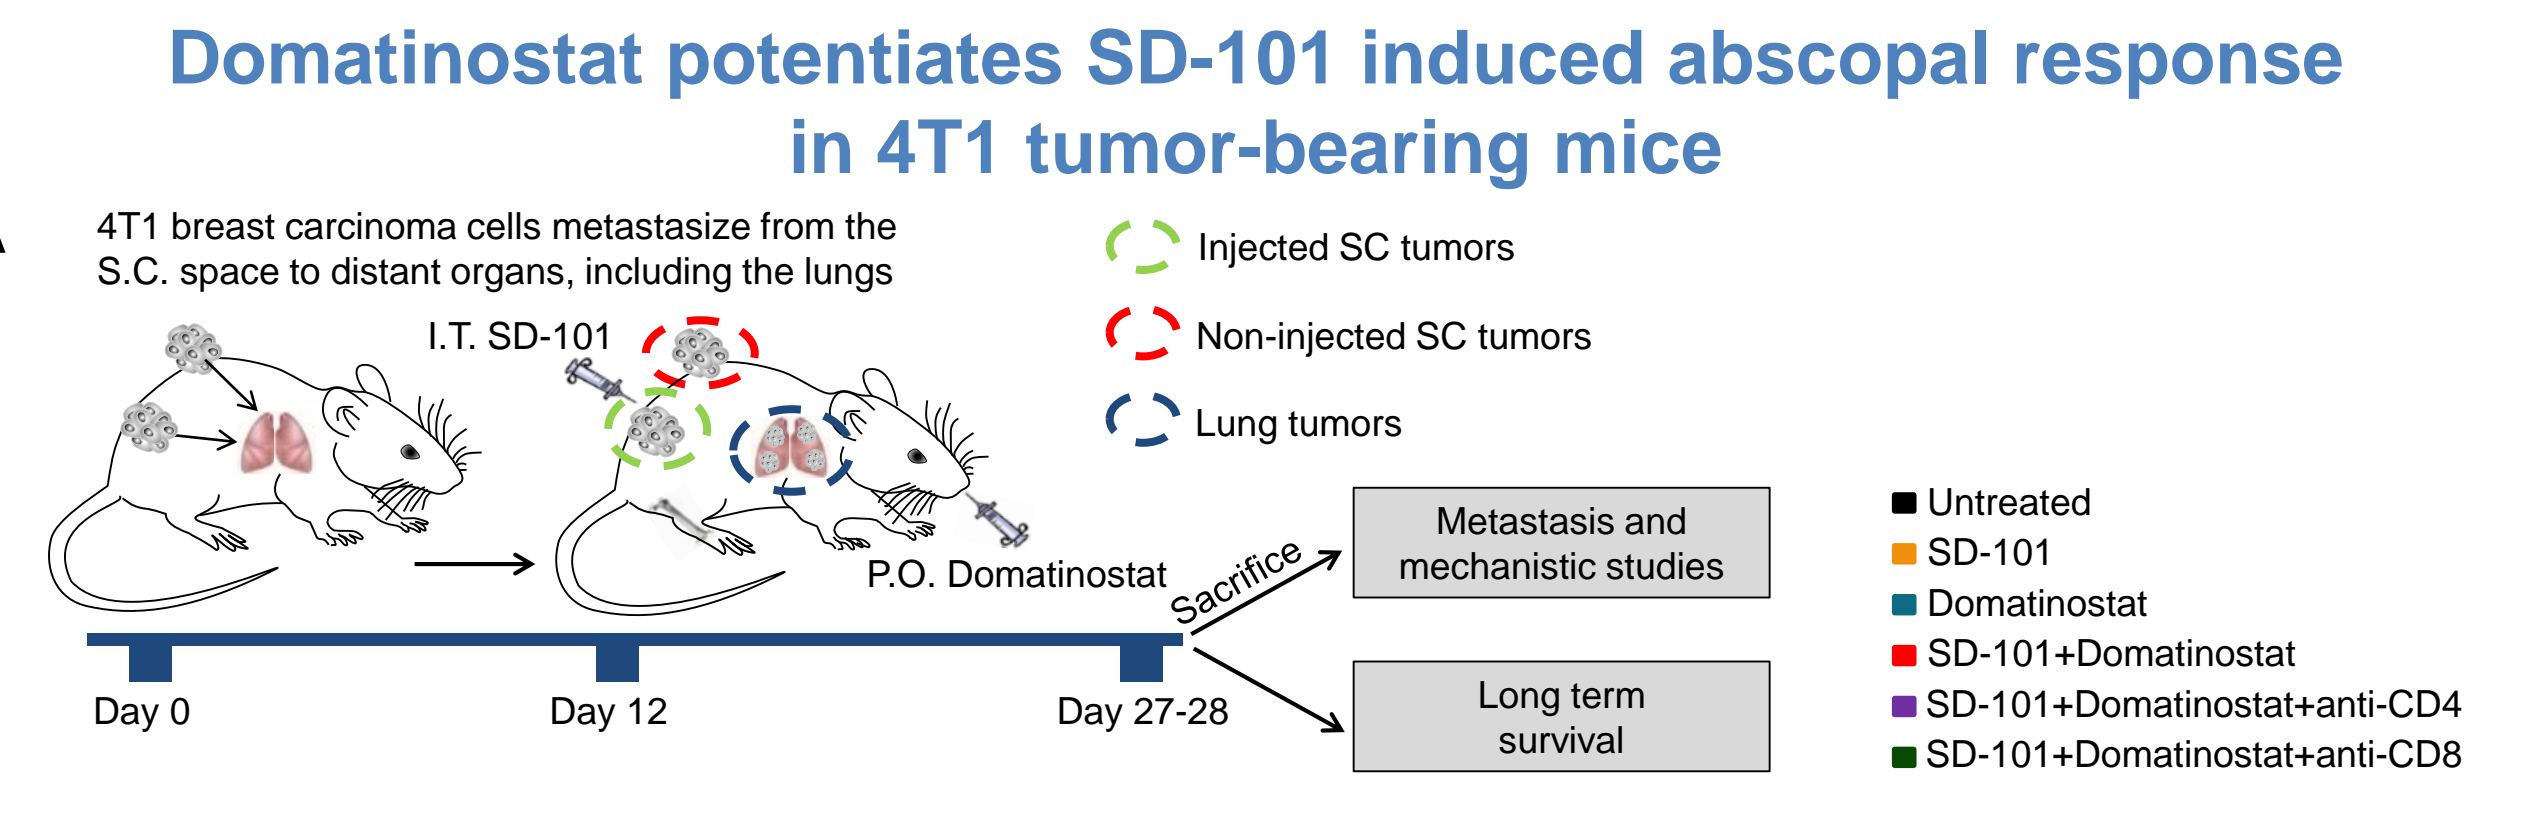 Domatinostat potentiates SD-101 induced abscopal response
in 4T1 tumor-bearing mice
4T1 breast carcinoma cells metastasize from the
S.C. space to distant organs, including the lungs
I.T. SD-101
P.O. Domatinostat
Injected SC tumors
Non-injected SC tumors
Lung tumors
Sacrifice
Metastasis and
mechanistic studies
Long term
survival
Day 0
Day 12
Day 27-28
Untreated
SD-101
Domatinostat
SD-101+Domatinostat
SD-101+Domatinostat+anti-CD4
SD-101+Domatinostat+anti-CD8